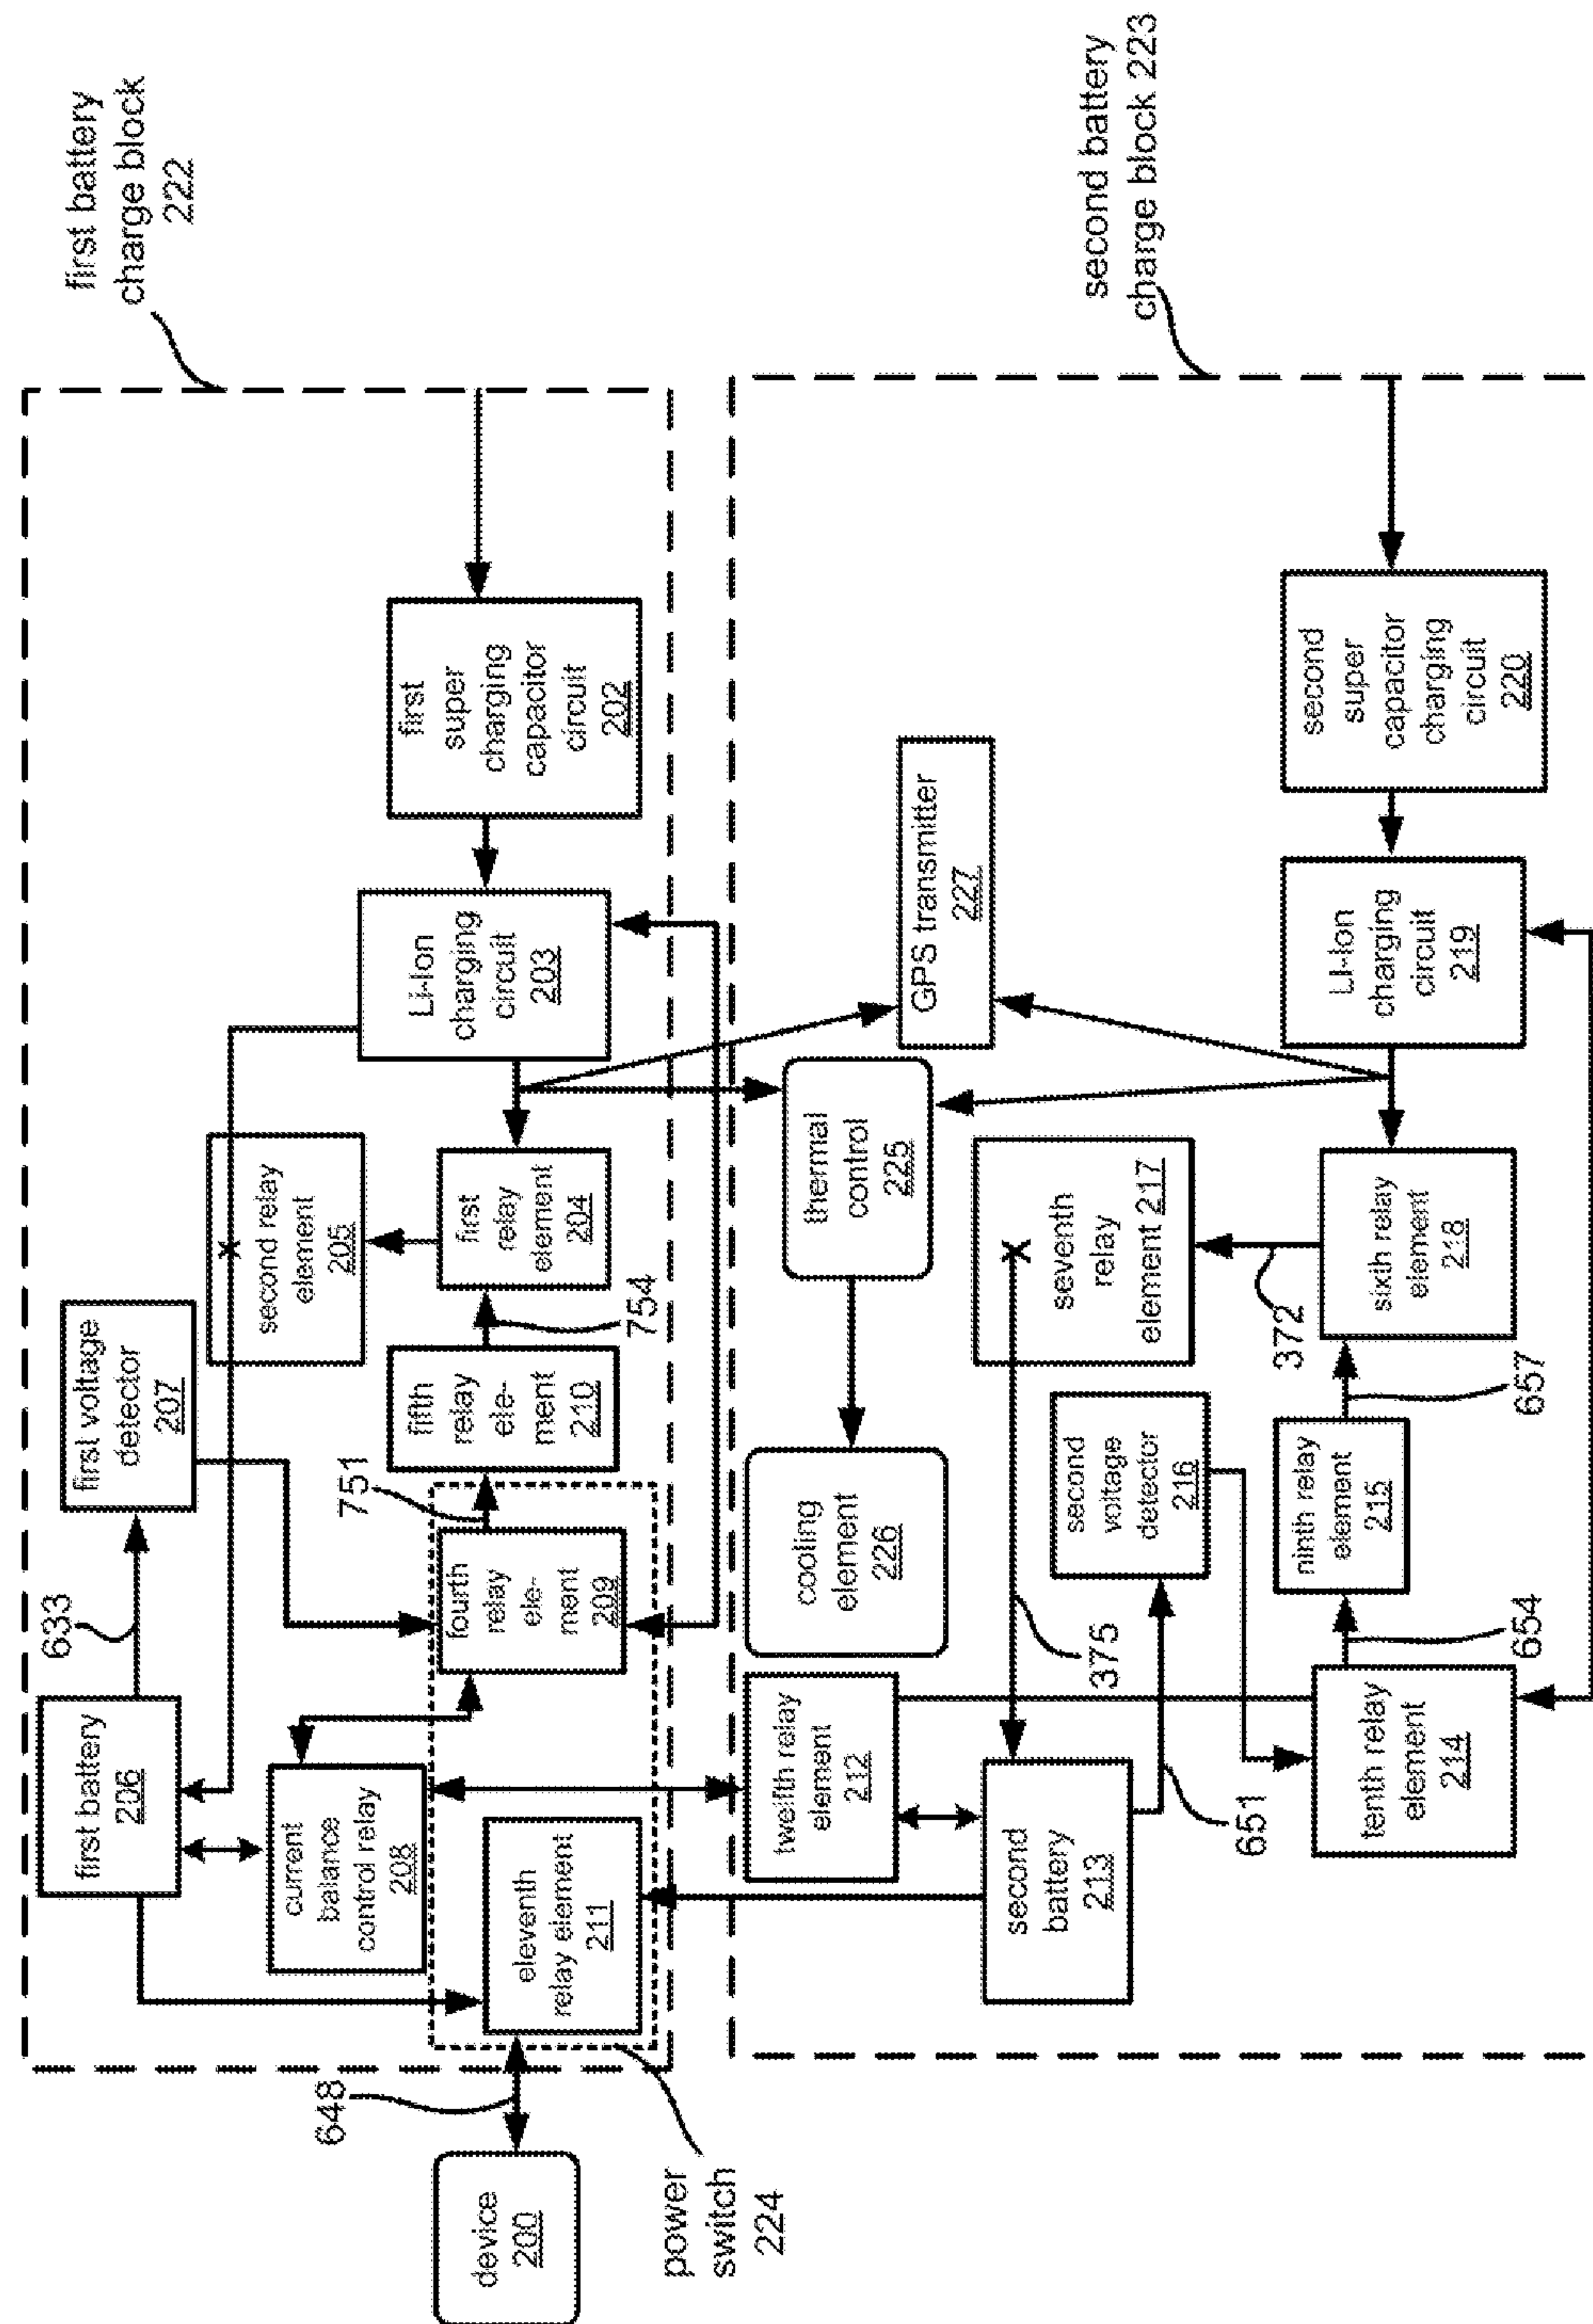 first battery
charge block
222
second battery
charge block 223
first
super
charging
capacitor
circuit
202
Li-Ion
charging
circuit
203
second relay
element
205
first
relay
element
204
754
first voltage
detector
207
fifth
relay
ele-
ment
210
751
633
fourth
relay
ele-
ment
209
first battery
206
current
balance
control relay
208
eleventh
relay element
211
648
device
200
power
switch
224
second
super
capacitor
charging
circuit
220
GPS transmitter
227
LI-Ion
charging
circuit
219
thermal
control
225
seventh
relay
element 217
sixth relay
element
218
372
657
cooling
element
226
second
voltage
detector
216
ninth relay
element
215
375
654
twelfth relay
element
212
651
second
battery
213
tenth relay
element
214